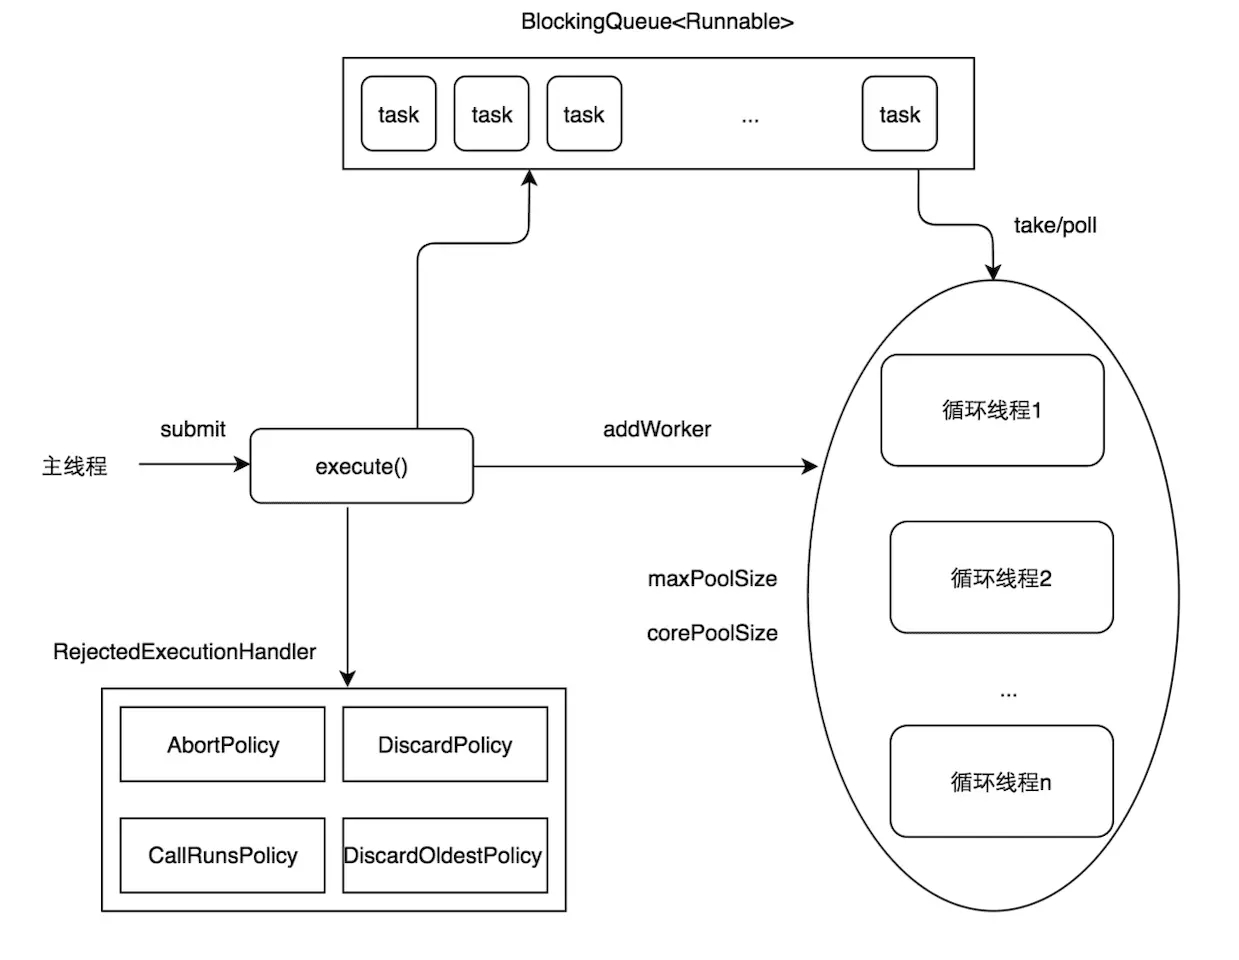 BlockingQueue<Runnable>
task
task
task
...
task
take/poll
循环线程1
submit
addWorker
主线程
execute()
maxPoolSize
循环线程2
corePoolSize
RejectedExecutionHandler
...
AbortPolicy
DiscardPolicy
循环线程n
CallRunsPolicy
DiscardOldestPolicy